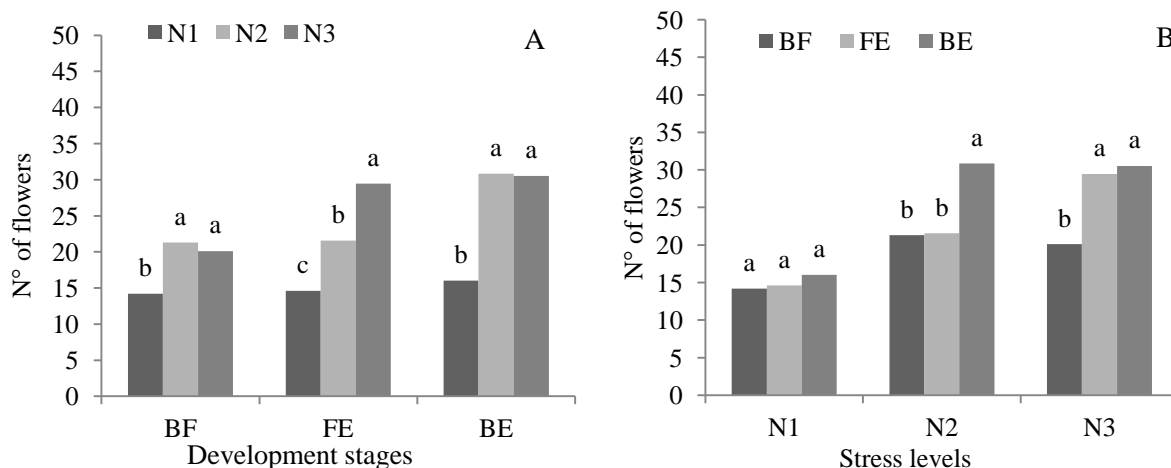 50
45
40
35
30
25
20
15
10
5
0
N° of flowers
N1 N2 N3
A
b a a
c b a
b a a
BF FE BE
Development stages
50
45
40
35
30
25
20
15
10
5
0
N° of flowers
BF FE BE
B
a a a
b b a
b a a
N1 N2 N3
Stress levels